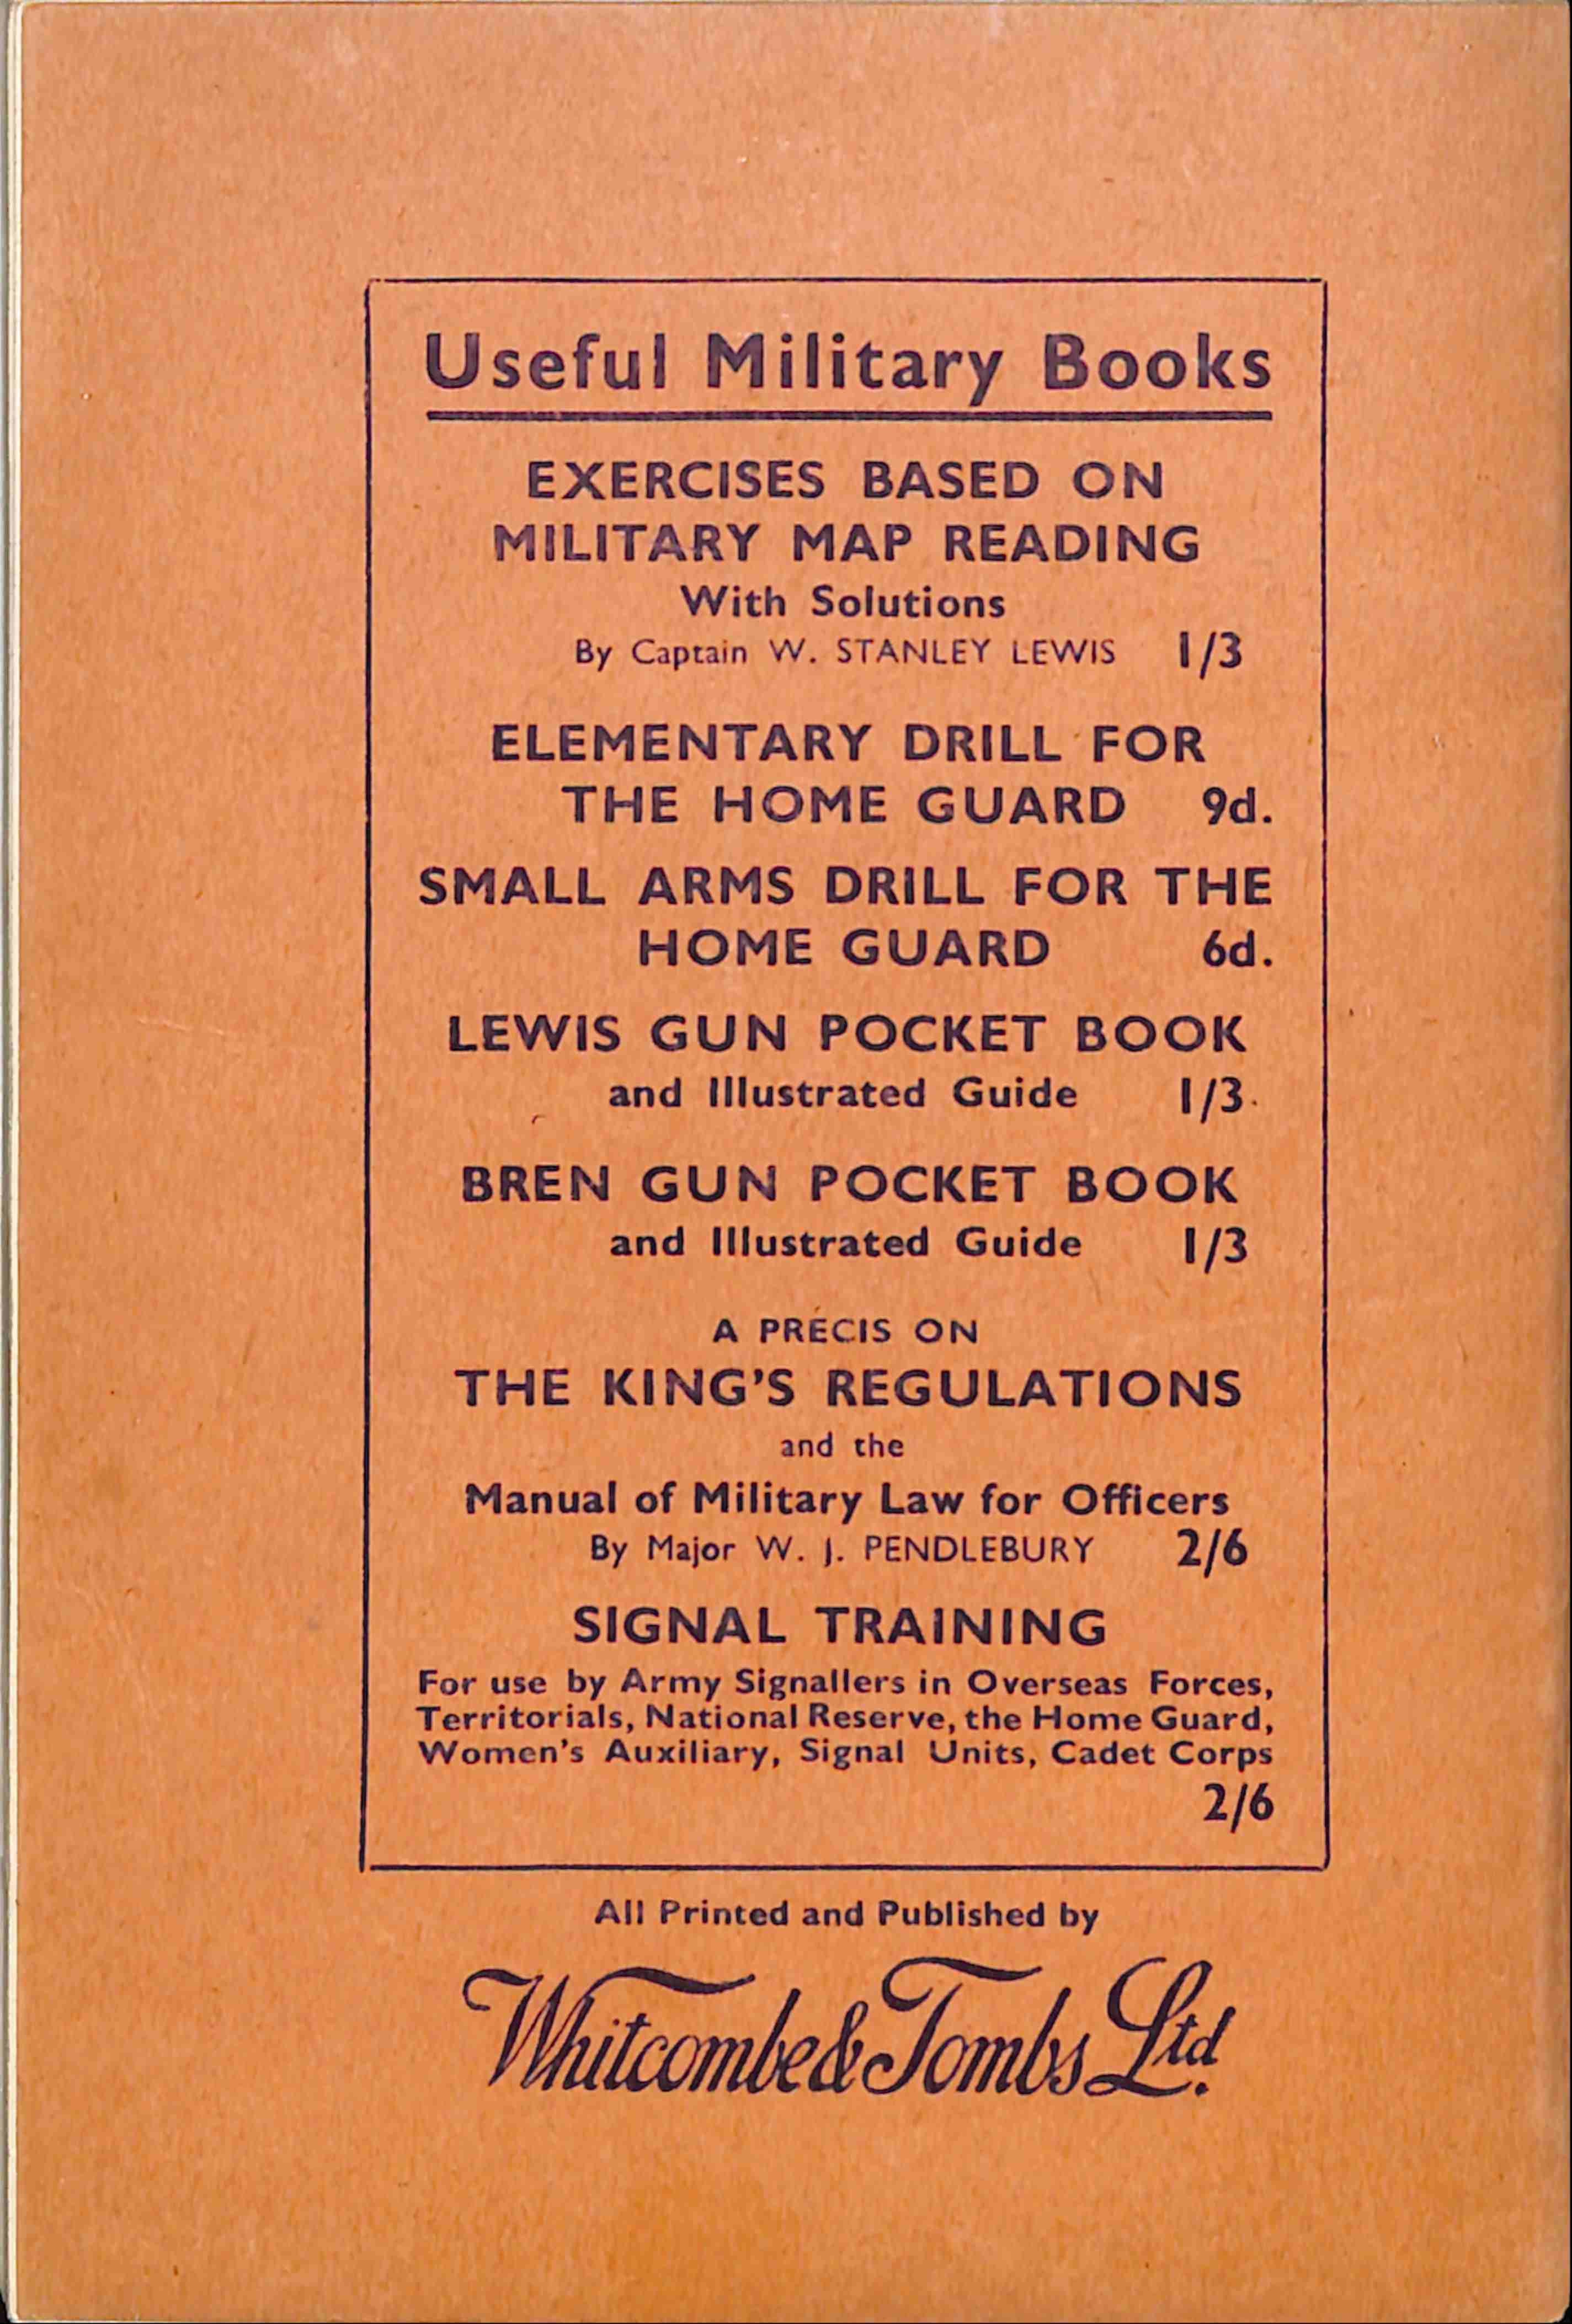 Useful Military Books
EXERCISES BASED ON
MILITARY MAP READING
With Solutions
By Captain W. STANLEY LEWIS 1/3
ELEMENTARY DRILL FOR
THE HOME GUARD 9d.
SMALL ARMS DRILL FOR THE
HOME GUARD 6d.
LEWIS GUN POCKET BOOK
and Illustrated Guide 1/3
BREN GUN POCKET BOOK
and Illustrated Guide 1/3
A PRÉCIS ON
THE KING'S REGULATIONS
and the
Manual of Military Law for Officers
By Major W. J. PENDLEBURY 2/6
SIGNAL TRAINING
For use by Army Signallers in Overseas Forces,
Territorials, National Reserve, the Home Guard,
Women's Auxiliary, Signal Units, Cadet Corps
2/6
All Printed and Published by
Whitcombe & Tombs Ltd.